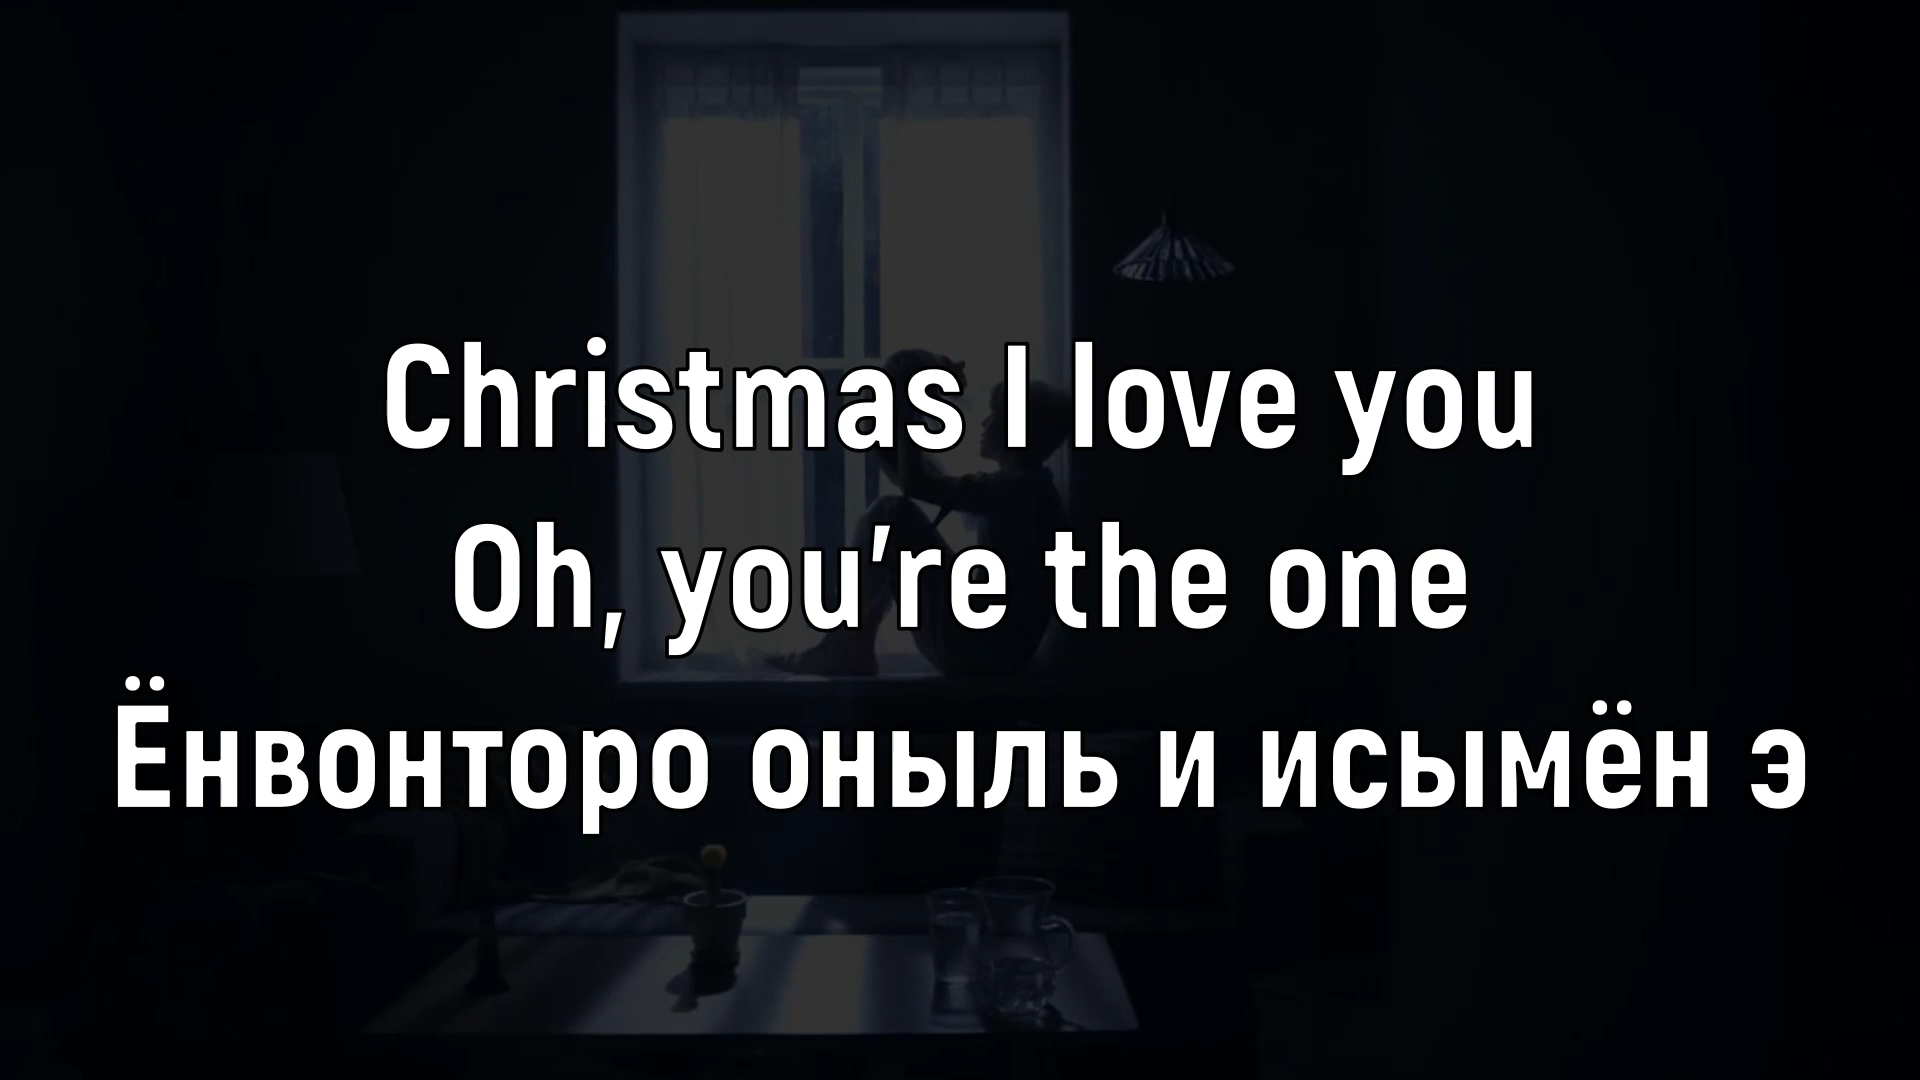 Christmas I love you
Oh, you're the one
Ёнвонторо оныль и исымён э